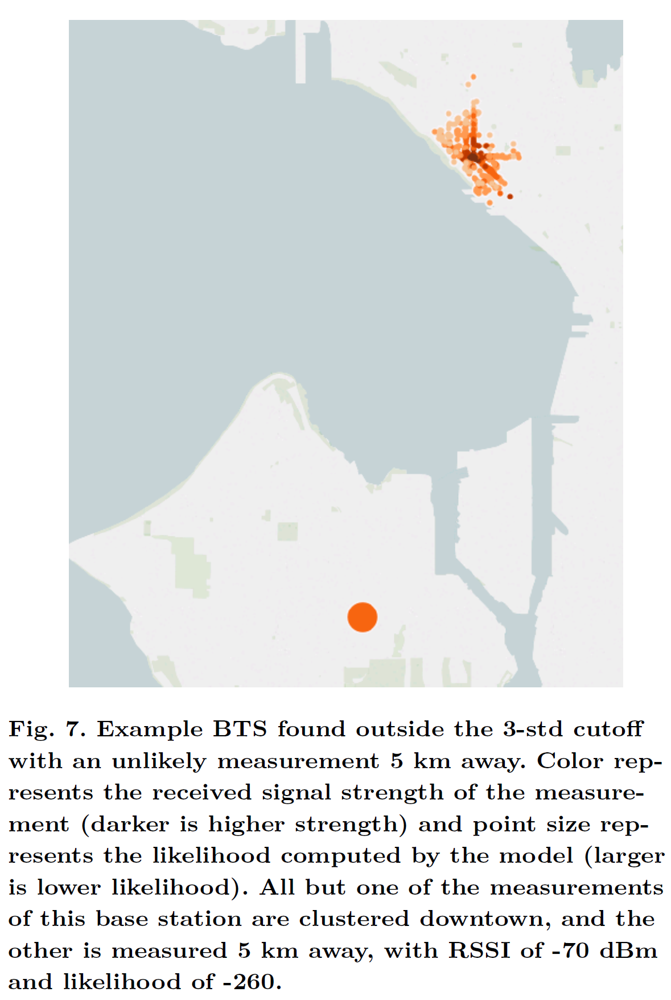 Fig. 7. Example BTS found outside the 3-std cutoff
with an unlikely measurement 5 km away. Color rep-
resents the received signal strength of the measure-
ment (darker is higher strength) and point size rep-
resents the likelihood computed by the model (larger
is lower likelihood). All but one of the measurements
of this base station are clustered downtown, and the
other is measured 5 km away, with RSSI of -70 dBm
and likelihood of -260.